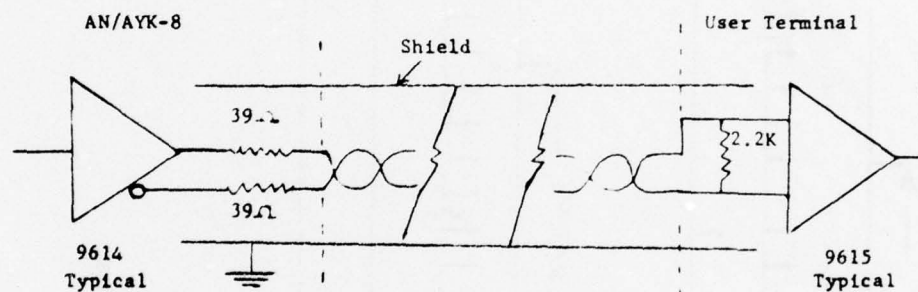 AN/AYK-8
User Terminal
Shield
39Ω
2.2K
39Ω
9614
Typical
9615
Typical